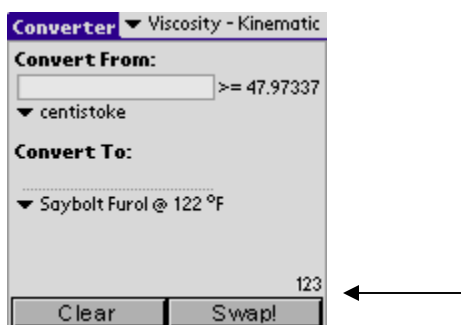 Converter ▼ Viscosity - Kinematic
Convert From:
>= 47.97337
▼ centistoke
Convert To:
▼ Saybolt Furol @ 122 °F
123
Clear Swap!